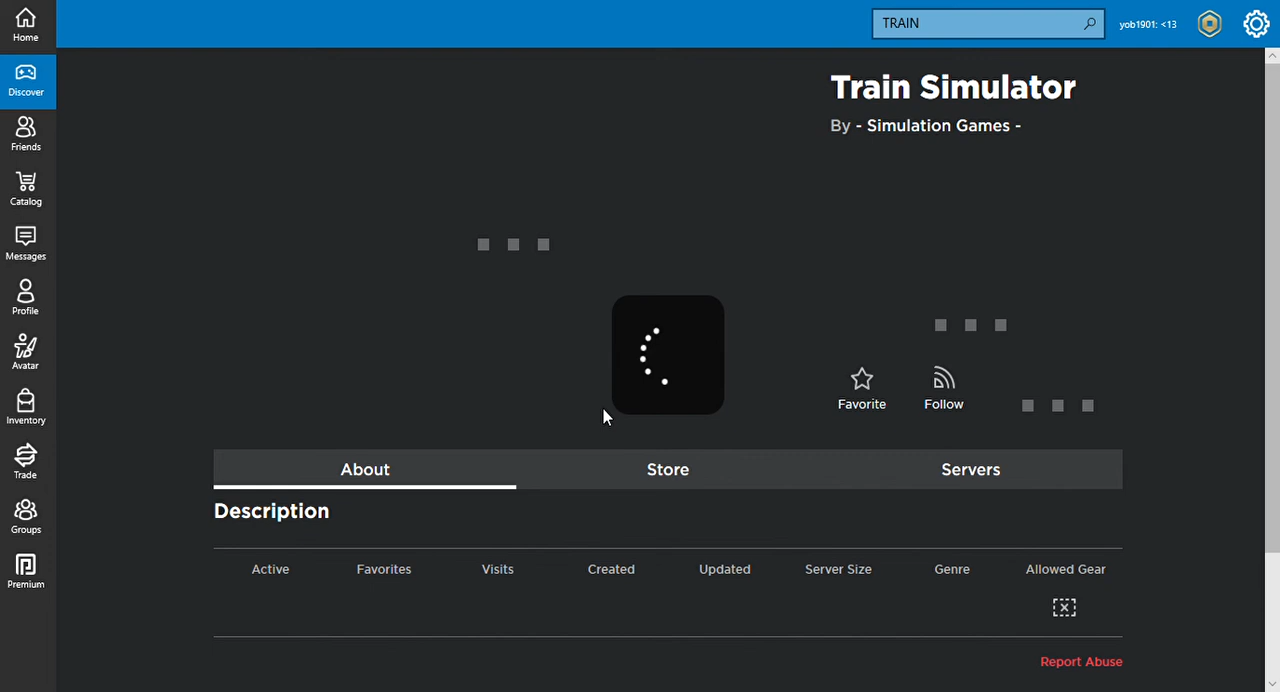 Home
TRAIN
yob1901: <13
Discover
Friends
Catalog
Messages
Profile
Avatar
Inventory
Trade
Groups
Premium
Train Simulator
By - Simulation Games -
Favorite
Follow
About
Store
Servers
Description
Active
Favorites
Visits
Created
Updated
Server Size
Genre
Allowed Gear
Report Abuse